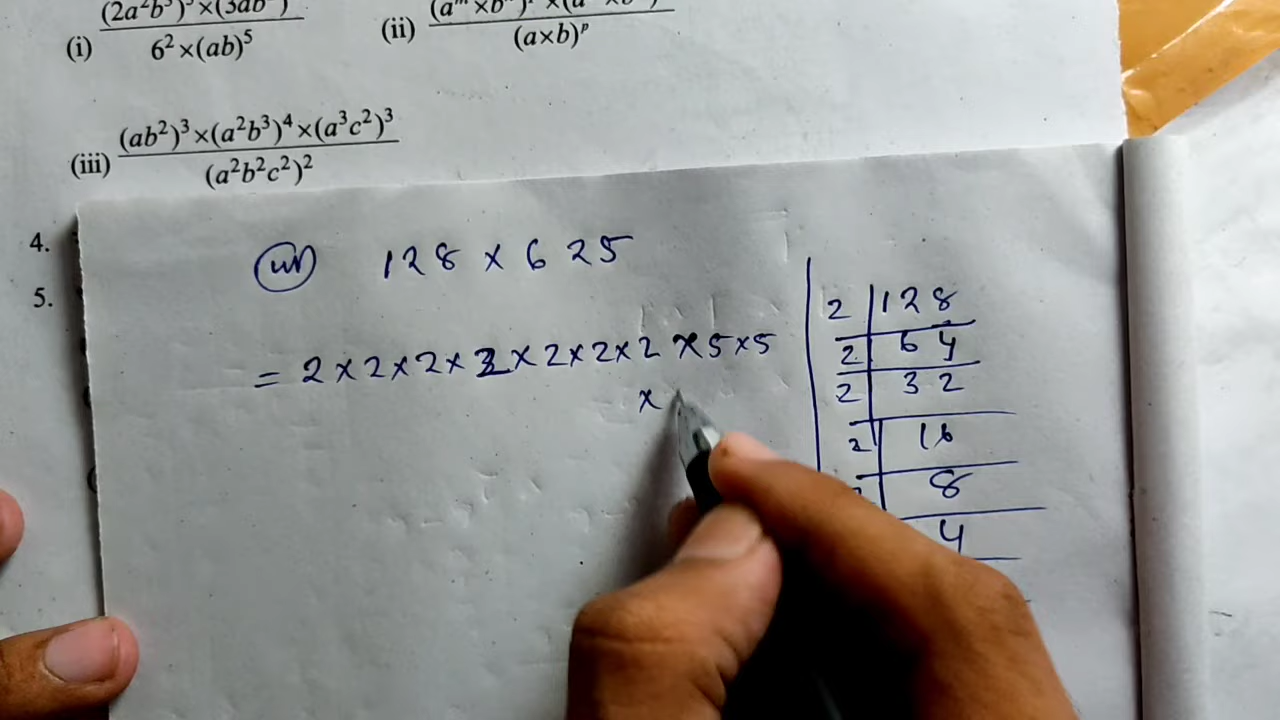 (i) (2a²b³)³×(3ab
6²×(ab)⁵
(ii) (aᵐ×b
(a×b)ᵖ
(iii) (ab²)³×(a²b³)⁴×(a³c²)³
(a²b²c²)²
4.
5.
128 × 625
= 2×2×2×2×2×2×2×5×5
×
2 128
2 64
2 32
2 16
8
4